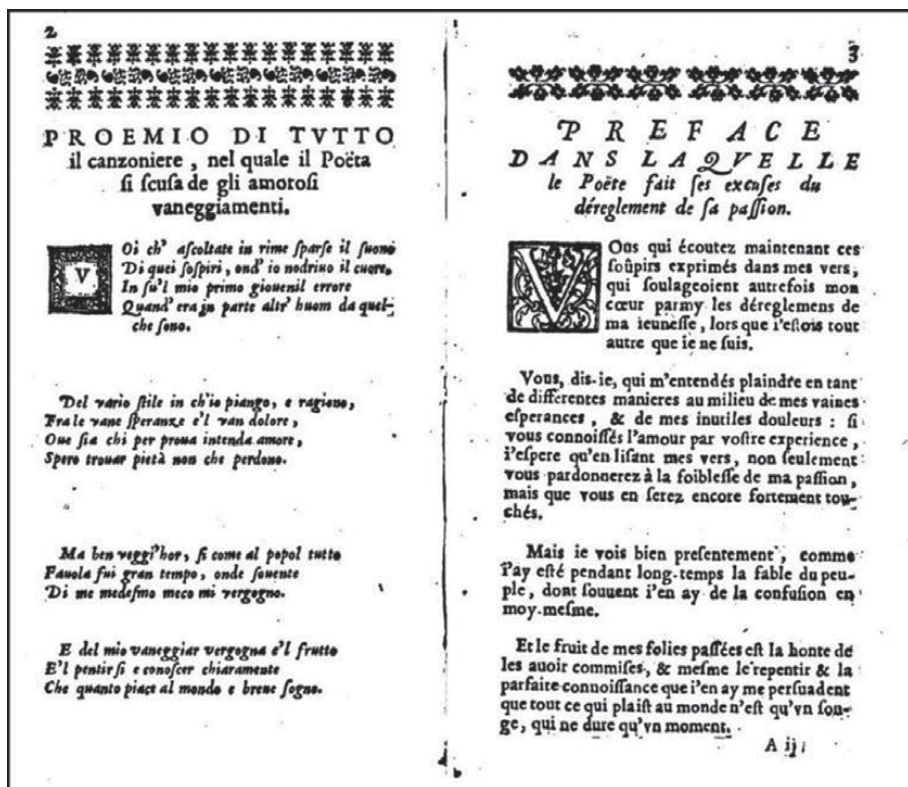 2
PROEMIO DI TVTTO
il canzoniere, nel quale il Poëta
ſi ſcuſa de gli amoroſi
vaneggiamenti.
VOi ch' aſcoltate in rime ſparſe il ſuono
Di quei ſoſpiri, ond' io nodriuo il cuore,
In ſu'l mio primo giouenil errore
Quand' era in parte altr' huom da quel-
che ſono.
Del vario ſtile in ch'io piango, e ragiono,
Fra le vane ſperanze e'l van dolore,
Oue ſia chi per proua intenda amore,
Spero trouar pietà non che perdono.
Ma ben veggi'hor, ſi come al popol tutto
Fauola fui gran tempo, onde ſouente
Di me medeſmo meco mi vergogno.
E del mio vaneggiar vergogna e'l frutto
E'l pentirſi e conoſcer chiaramente
Che quanto piace al mondo e breue ſogno.
3
PREFACE
DANS LAQVELLE
le Poëte fait ſes excuſes du
déreglement de ſa paſſion.
VOus qui écoutez maintenant ces
ſoûpirs exprimés dans mes vers,
qui ſoulageoient autrefois mon
cœur parmy les déreglemens de
ma ieuneſſe, lors que i'eſtois tout
autre que ie ne ſuis.
Vous, dis-ie, qui m'entendés plaindre en tant
de differentes manieres au milieu de mes vaines
eſperances, & de mes inutiles douleurs : ſi
vous connoiſſés l'amour par voſtre experience,
i'eſpere qu'en liſant mes vers, non ſeulement
vous pardonnerez à la foibleſſe de ma paſſion,
mais que vous en ſerez encore fortement tou-
chés.
Mais ie vois bien preſentement, comme
i'ay eſté pendant long-temps la fable du peu-
ple, dont ſouuent i'en ay de la confuſion en
moy-meſme.
Et le fruit de mes folies paſſées eſt la honte de
les auoir commiſes, & meſme le repentir & la
parfaite connoiſſance que i'en ay me perſuadent
que tout ce qui plaiſt au monde n'eſt qu'vn ſon-
ge, qui ne dure qu'vn moment.
A ij